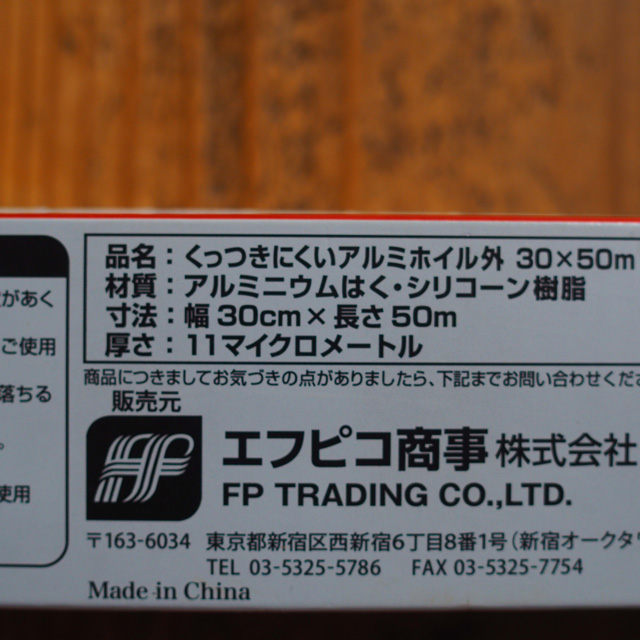 品名：くっつきにくいアルミホイル外 30×50m
材質：アルミニウムはく・シリコーン樹脂
寸法：幅 30cm×長さ50m
厚さ：11マイクロメートル
があく
ご使用
落ちる
。
使用
商品につきましてお気づきの点がありましたら、下記までお問い合わせくださ
販売元
FP
エフピコ商事 株式会社
FP TRADING CO.,LTD.
〒163-6034 東京都新宿区西新宿6丁目8番1号(新宿オークタ
TEL 03-5325-5786 FAX 03-5325-7754
Made in China